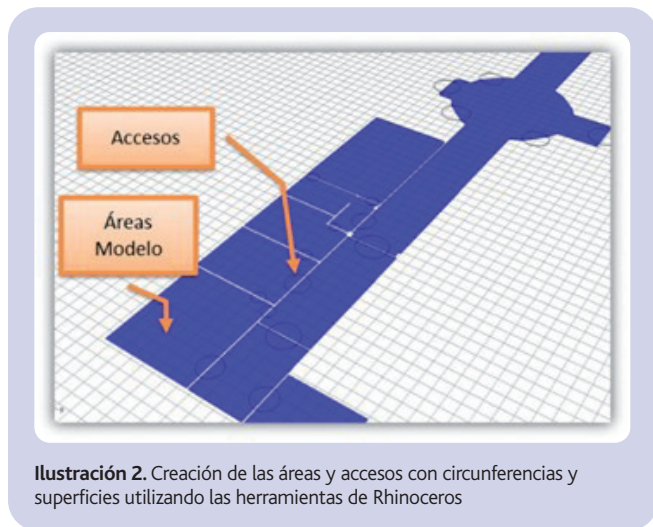 Accesos
Áreas
Modelo
Ilustración 2. Creación de las áreas y accesos con circunferencias y
superficies utilizando las herramientas de Rhinoceros